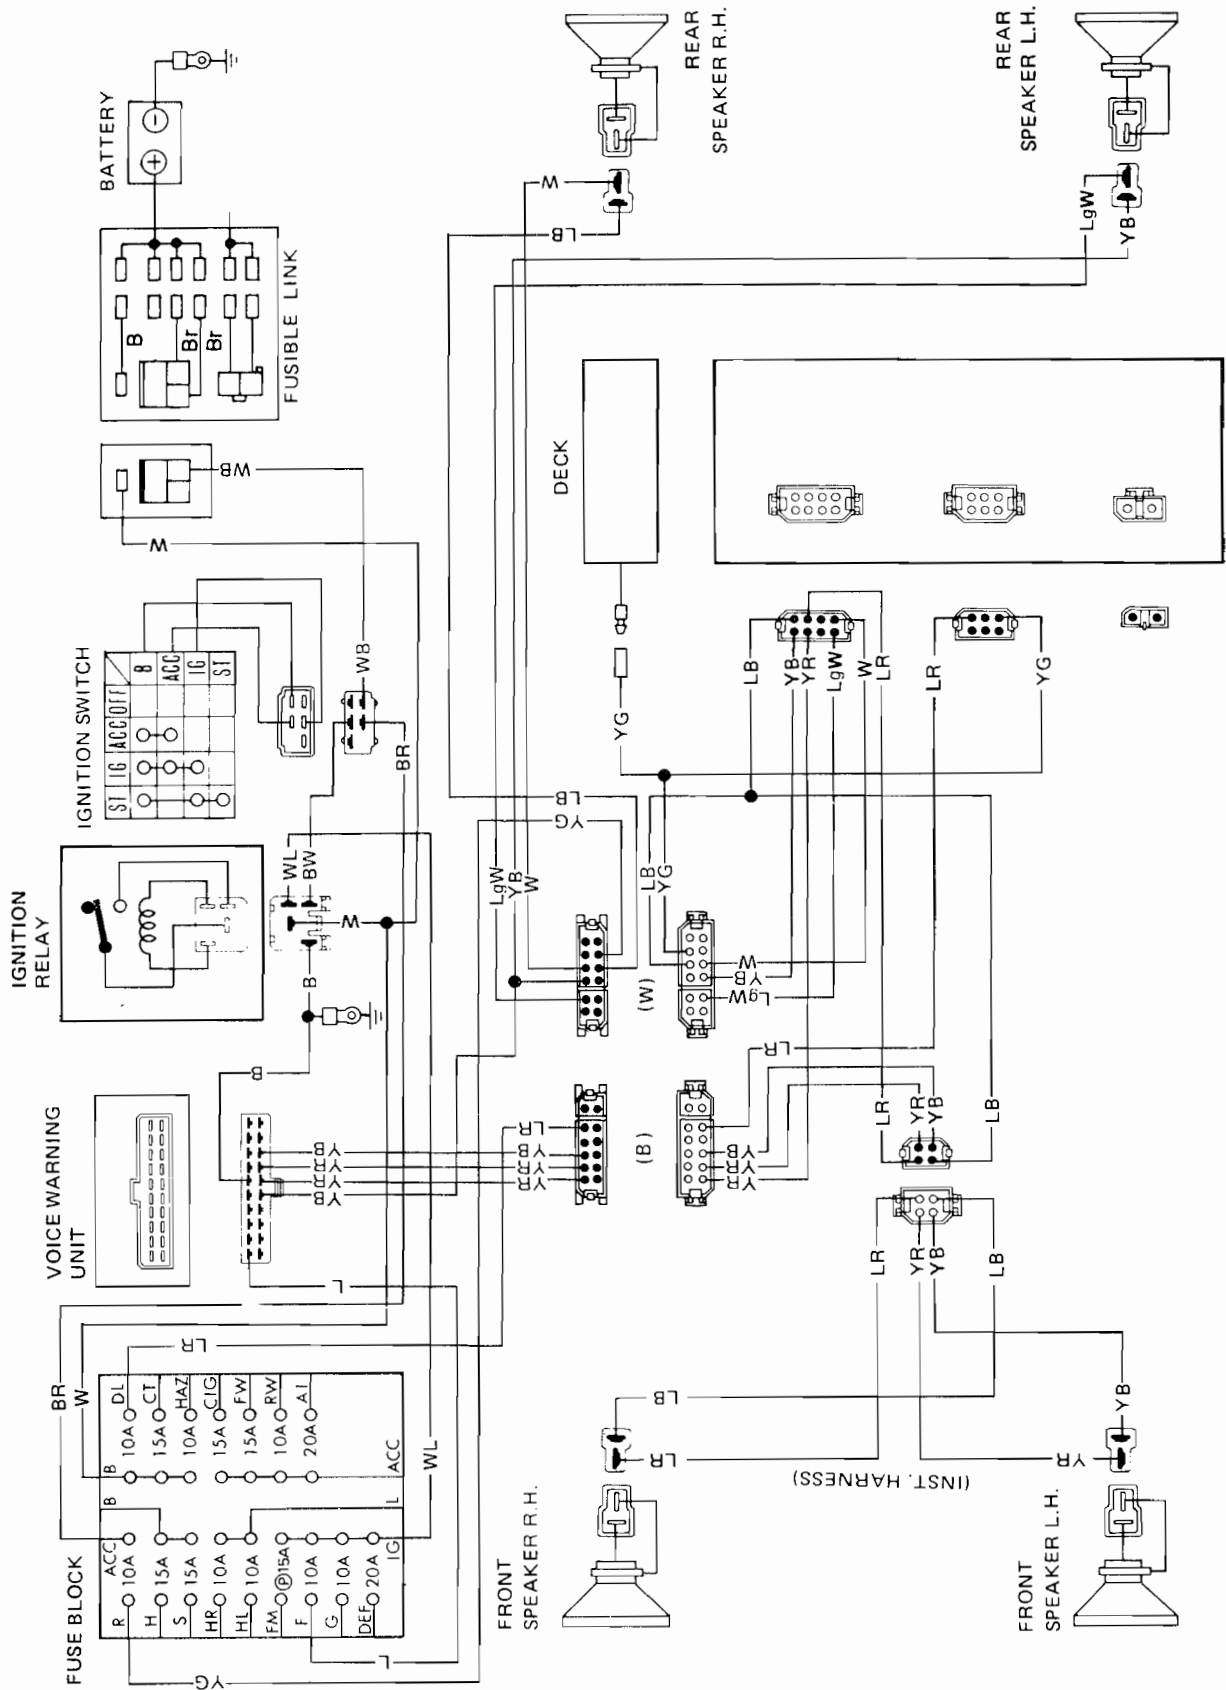 BATTERY
FUSIBLE LINK
B
Br
Br
WB
W
IGNITION SWITCH
OFF
ACC
IG
ST
B
ACC
IG
ST
WB
BR
IGNITION
RELAY
WL
BW
W
B
B
VOICE WARNING
UNIT
L
YB
YR
YR
YB
LR
YB
YR
YR
FUSE BLOCK
BR
W
LR
DL
CT
HAZ
CIG
FW
RW
AI
10A
15A
10A
15A
15A
10A
20A
B
B
ACC
L
ACC
IG
10A
15A
15A
10A
10A
P 15A
10A
10A
20A
R
H
S
HR
HL
FM
F
G
DEF
WL
L
YG
REAR
SPEAKER R.H.
REAR
SPEAKER L.H.
W
LB
LgW
YB
DECK
YG
LB
YG
LgW
YB
W
LB
YG
(W)
W
YB
LgW
(B)
LR
YB
YR
YR
LB
YB
YR
LgW
W
LR
LR
YG
LR
YR
YB
LB
LR
YR
YB
LB
LB
LR
(INST. HARNESS)
YR
YB
FRONT
SPEAKER R.H.
FRONT
SPEAKER L.H.